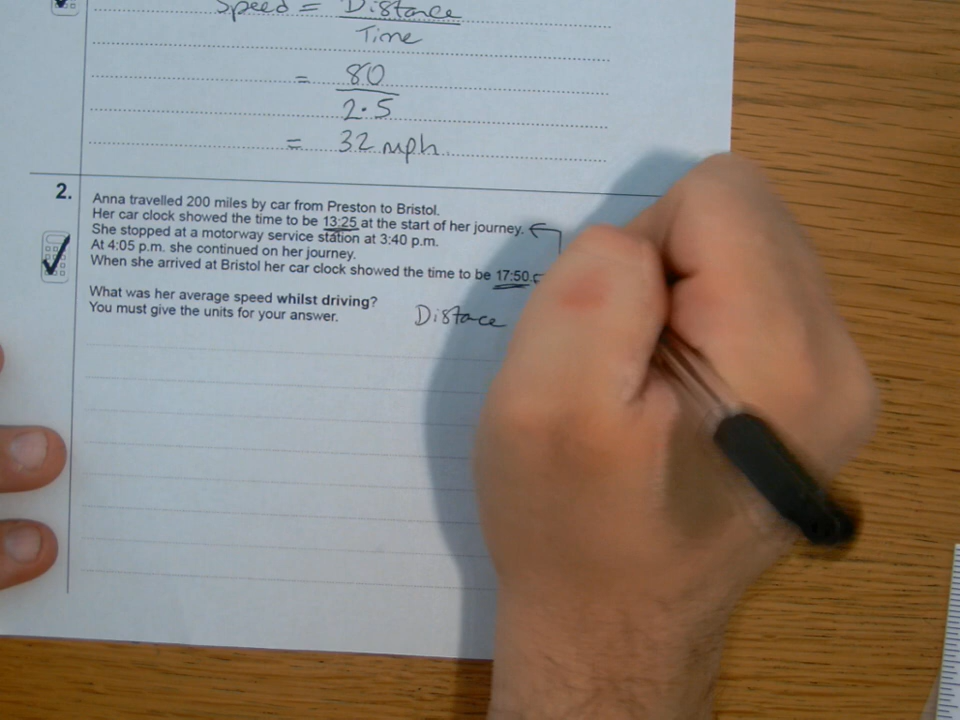 Speed = Distance
Time
= 80
2.5
= 32 mph
2.
Anna travelled 200 miles by car from Preston to Bristol.
Her car clock showed the time to be 13:25 at the start of her journey.
She stopped at a motorway service station at 3:40 p.m.
At 4:05 p.m. she continued on her journey.
When she arrived at Bristol her car clock showed the time to be 17:50.
What was her average speed whilst driving?
You must give the units for your answer.
Distace